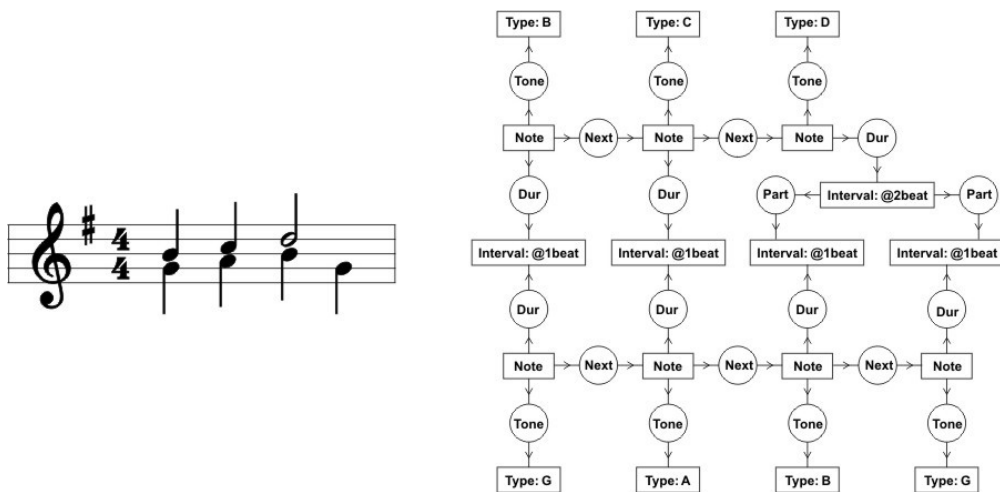 Type: B Type: C Type: D
Tone Tone Tone
Note Next Note Next Note Dur
Dur Dur Part Interval: @2beat Part
4
4
Interval: @1beat Interval: @1beat Interval: @1beat Interval: @1beat
Dur Dur Dur Dur
Note Next Note Next Note Next Note
Tone Tone Tone Tone
Type: G Type: A Type: B Type: G